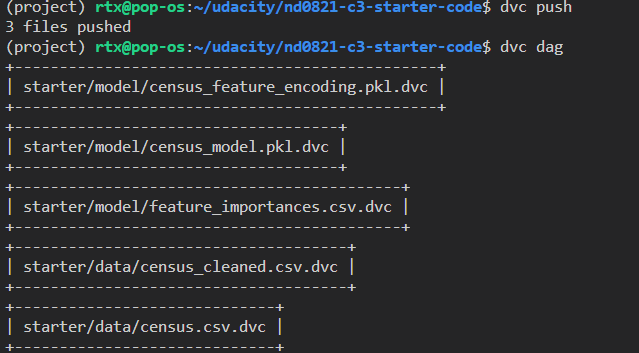 (project) rtx@pop-os:~/udacity/nd0821-c3-starter-code$ dvc push
3 files pushed
(project) rtx@pop-os:~/udacity/nd0821-c3-starter-code$ dvc dag
+-------------------------------------------------+
| starter/model/census_feature_encoding.pkl.dvc |
+-------------------------------------------------+
+--------------------------------------+
| starter/model/census_model.pkl.dvc |
+--------------------------------------+
+---------------------------------------------+
| starter/model/feature_importances.csv.dvc |
+---------------------------------------------+
+---------------------------------------+
| starter/data/census_cleaned.csv.dvc |
+---------------------------------------+
+-------------------------------+
| starter/data/census.csv.dvc |
+-------------------------------+